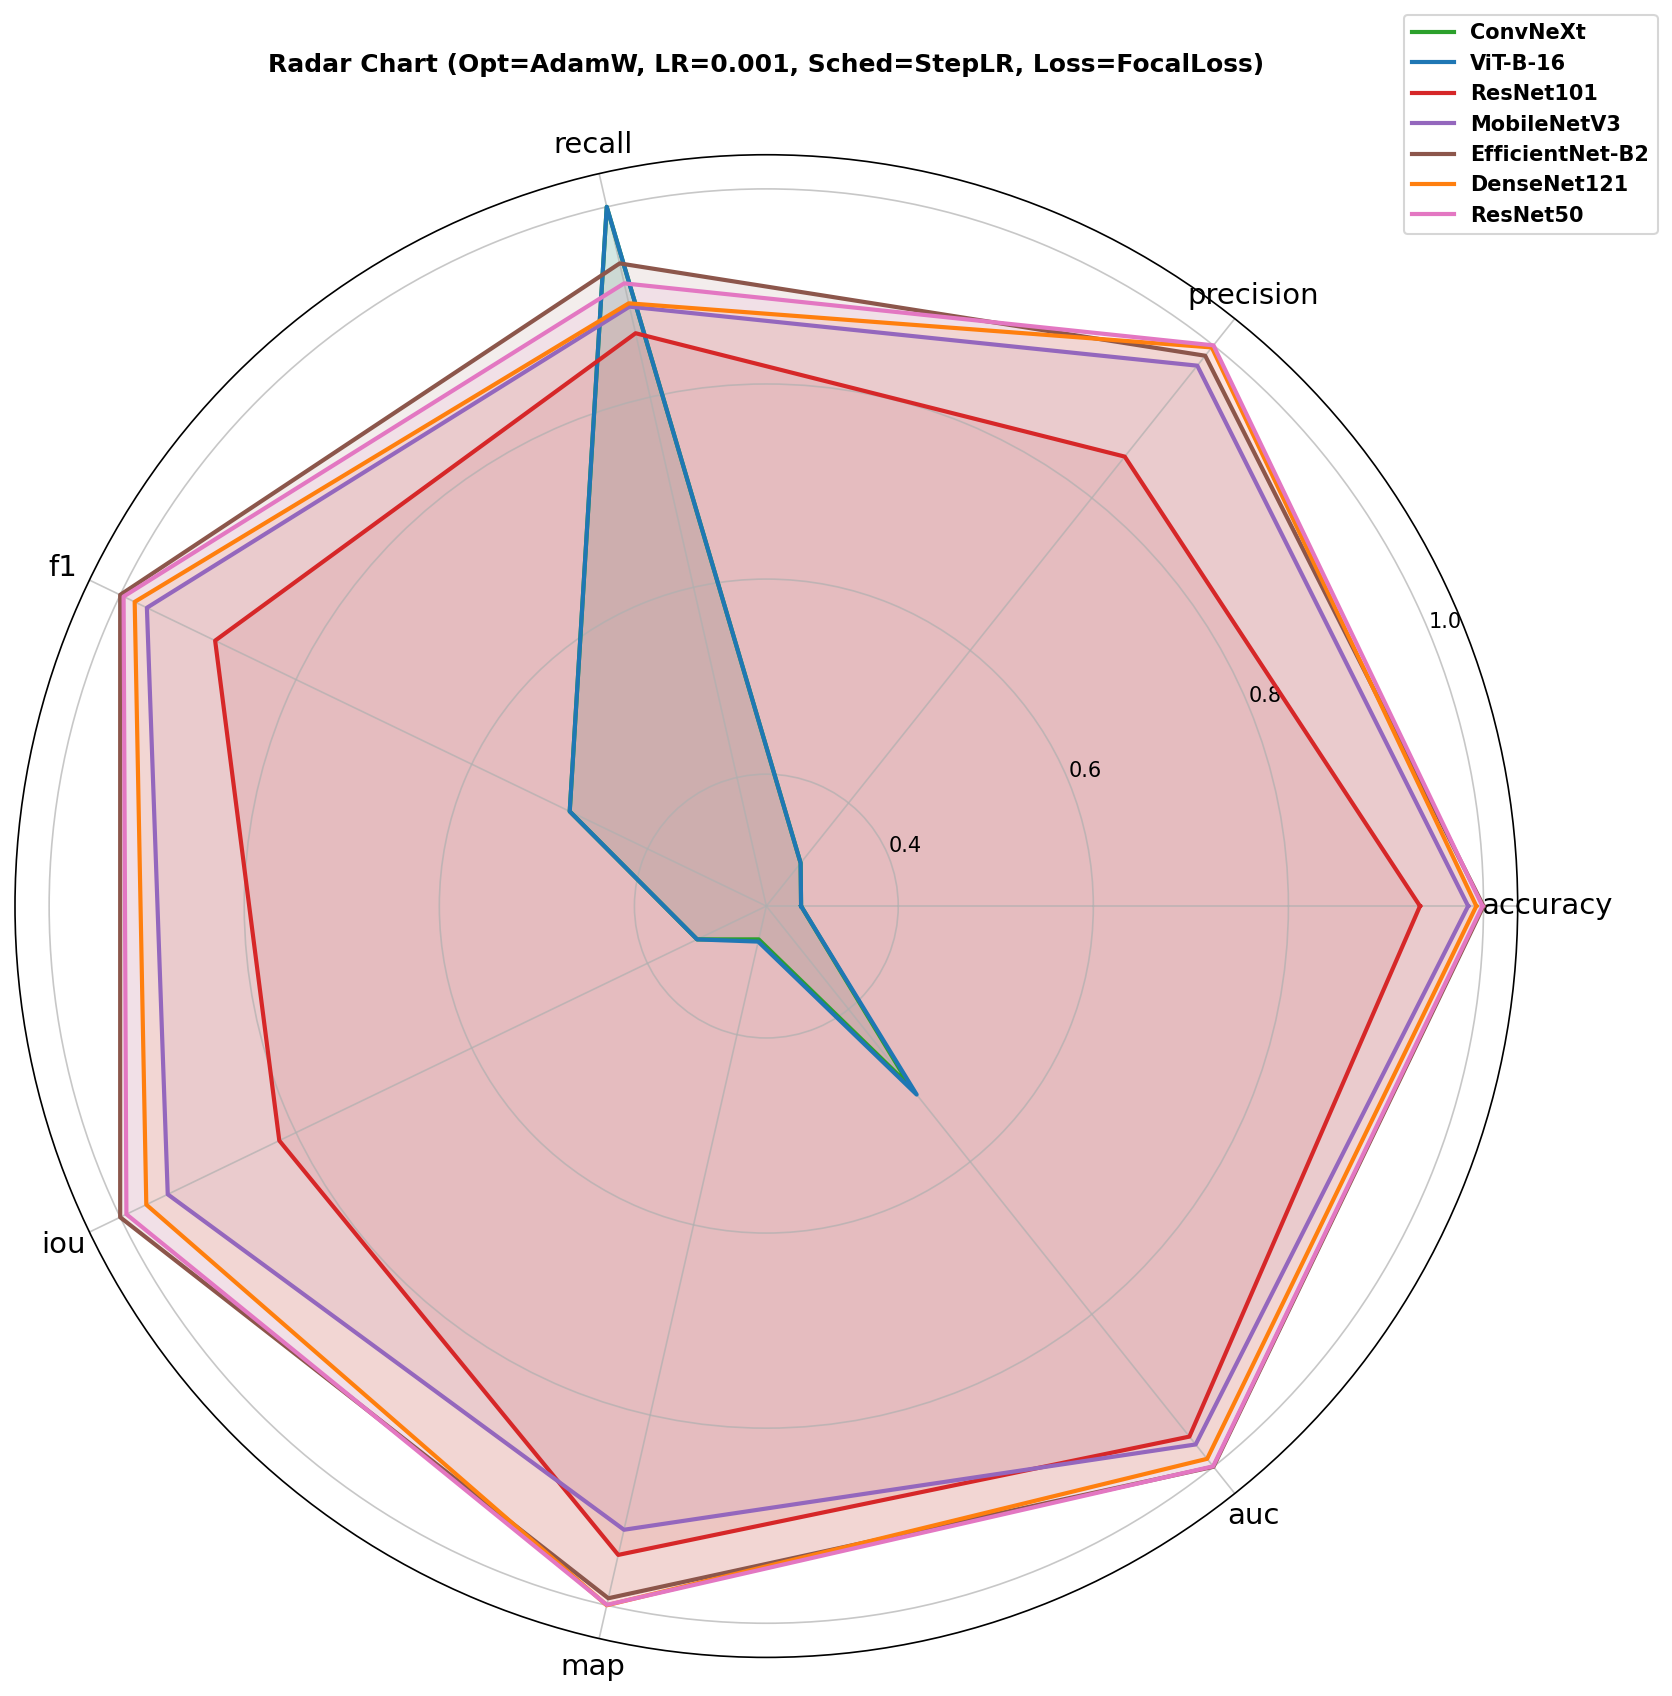 Radar Chart (Opt=AdamW, LR=0.001, Sched=StepLR, Loss=FocalLoss)
ConvNeXt
ViT-B-16
ResNet101
MobileNetV3
EfficientNet-B2
DenseNet121
ResNet50
recall
precision
f1
1.0
0.8
0.6
0.4
accuracy
iou
auc
map